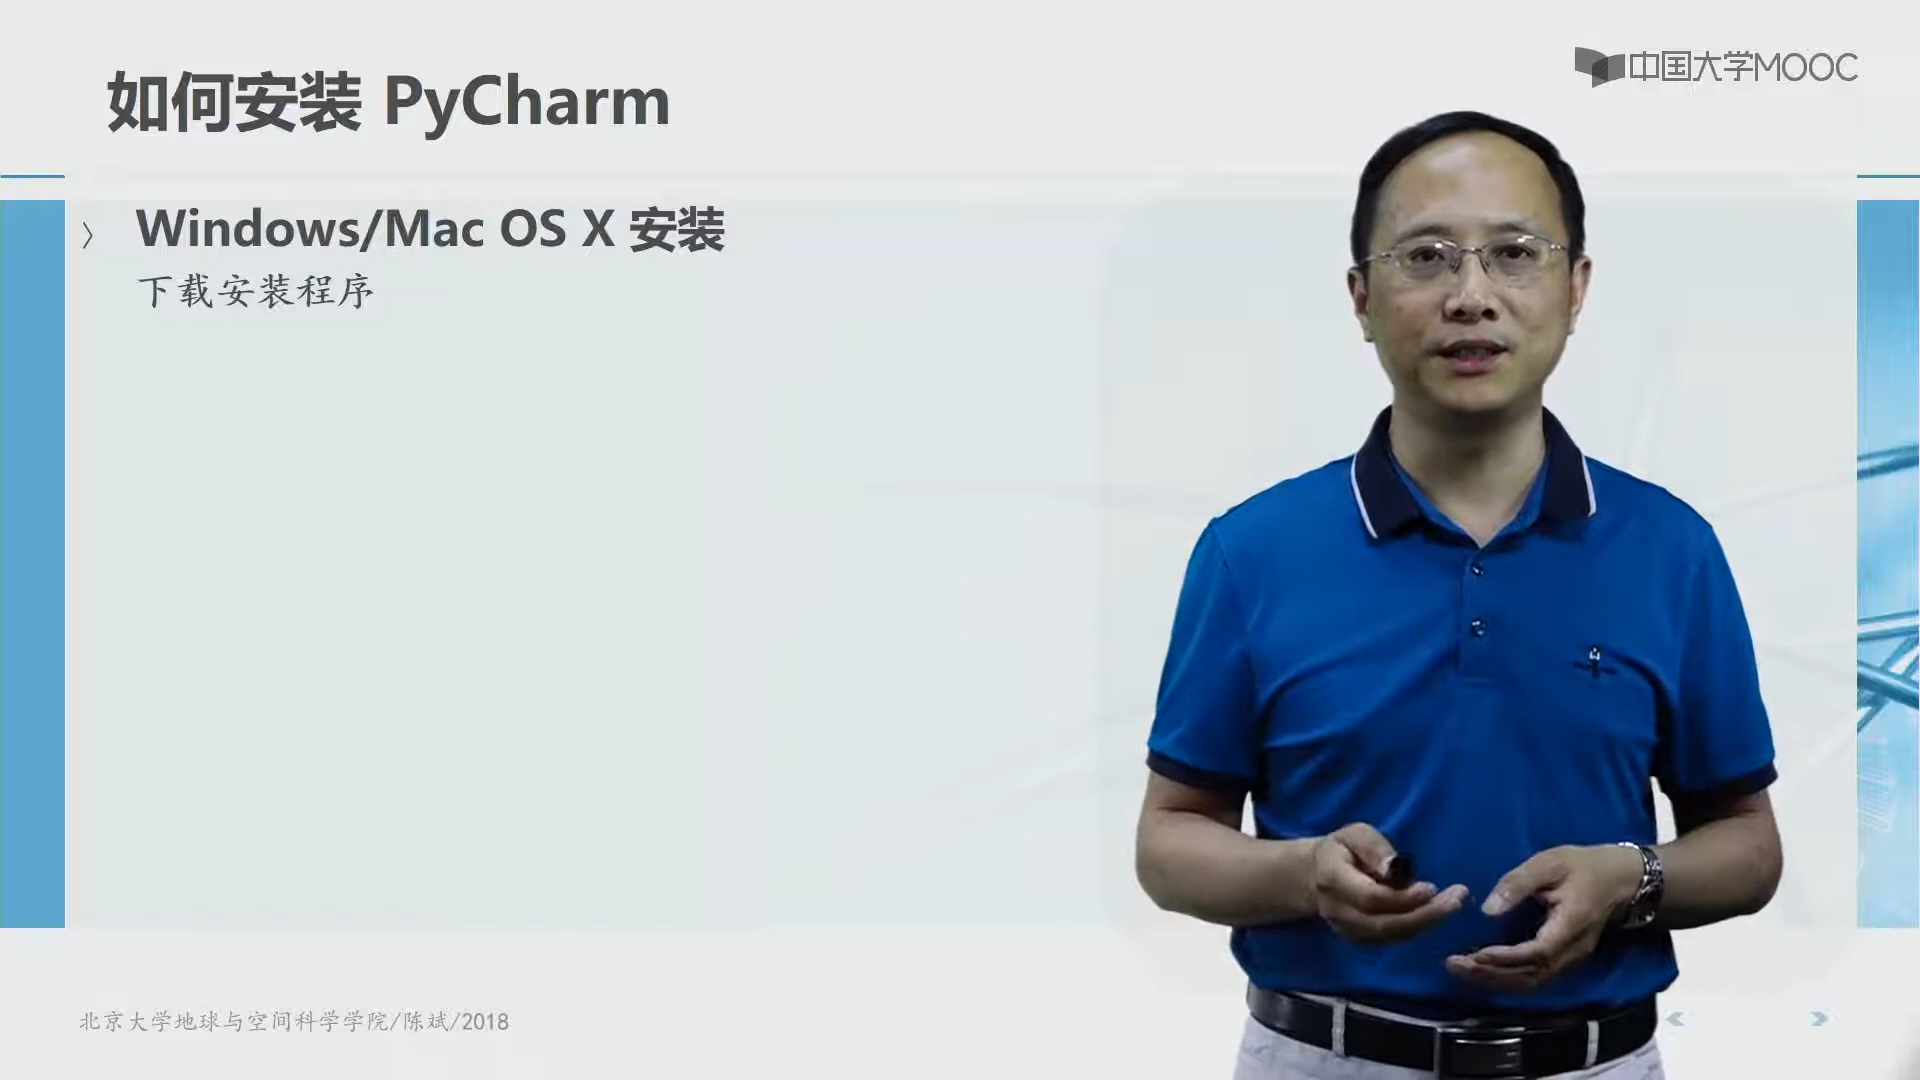 如何安装 PyCharm
中国大学MOOC
〉 Windows/Mac OS X 安装
下载安装程序
北京大学地球与空间科学学院/陈斌/2018